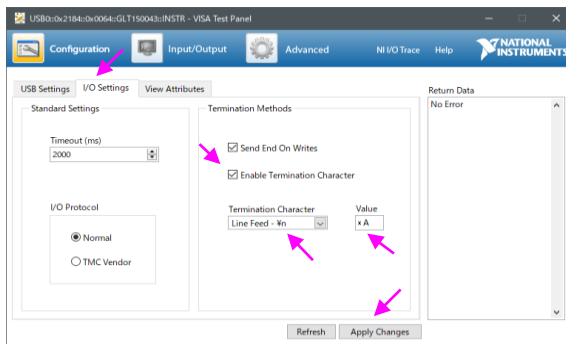 USB0::0x2184::0x0064::GLT150043::INSTR - VISA Test Panel
Configuration Input/Output Advanced NI I/O Trace Help NATIONAL INSTRUMENTS
USB Settings I/O Settings View Attributes
Return Data
Standard Settings Termination Methods
No Error
Timeout (ms)
2000
Send End On Writes
Enable Termination Character
I/O Protocol
Termination Character Value
Line Feed - ¥n × A
Normal
TMC Vendor
Refresh Apply Changes